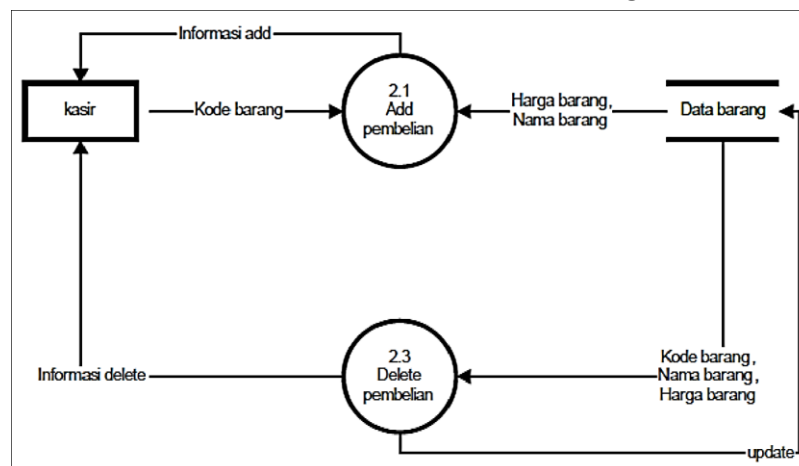 Informasi add
kasir
Kode barang
2.1
Add
pembelian
Harga barang,
Nama barang
Data barang
Informasi delete
2.3
Delete
pembelian
Kode barang,
Nama barang,
Harga barang
update